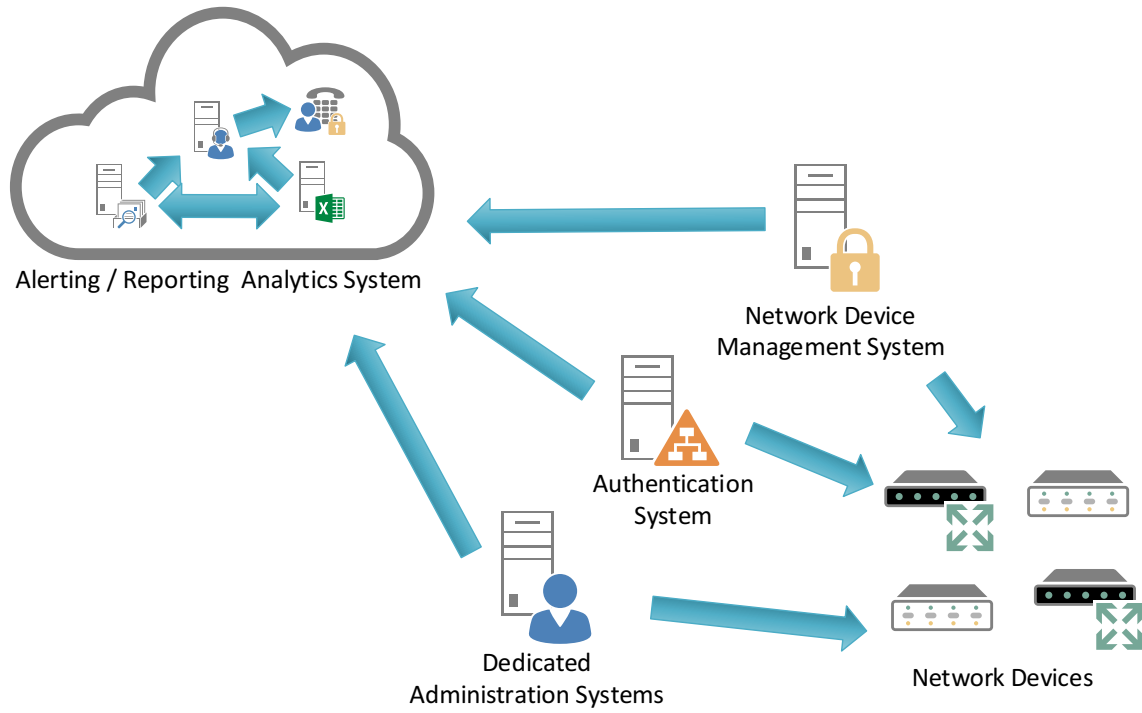 Alerting / Reporting Analytics System
Network Device
Management System
Authentication
System
Dedicated
Administration Systems
Network Devices
X